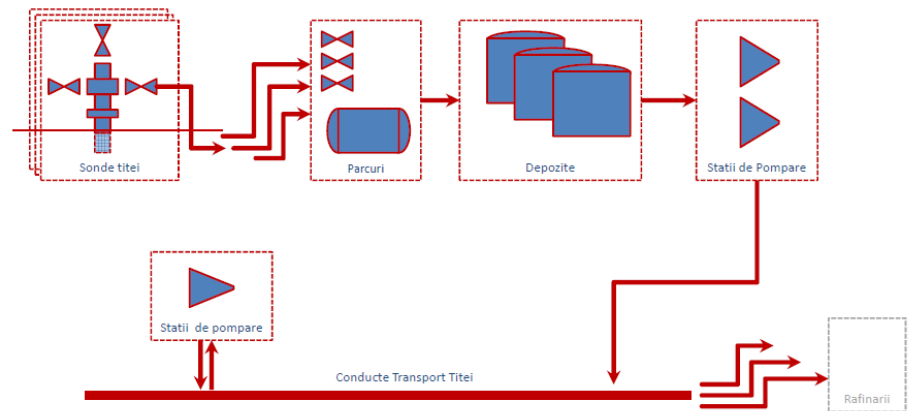 Sonde titei
Parcuri
Depozite
Statii de Pompare
Statii de pompare
Conducte Transport Titei
Rafinarii